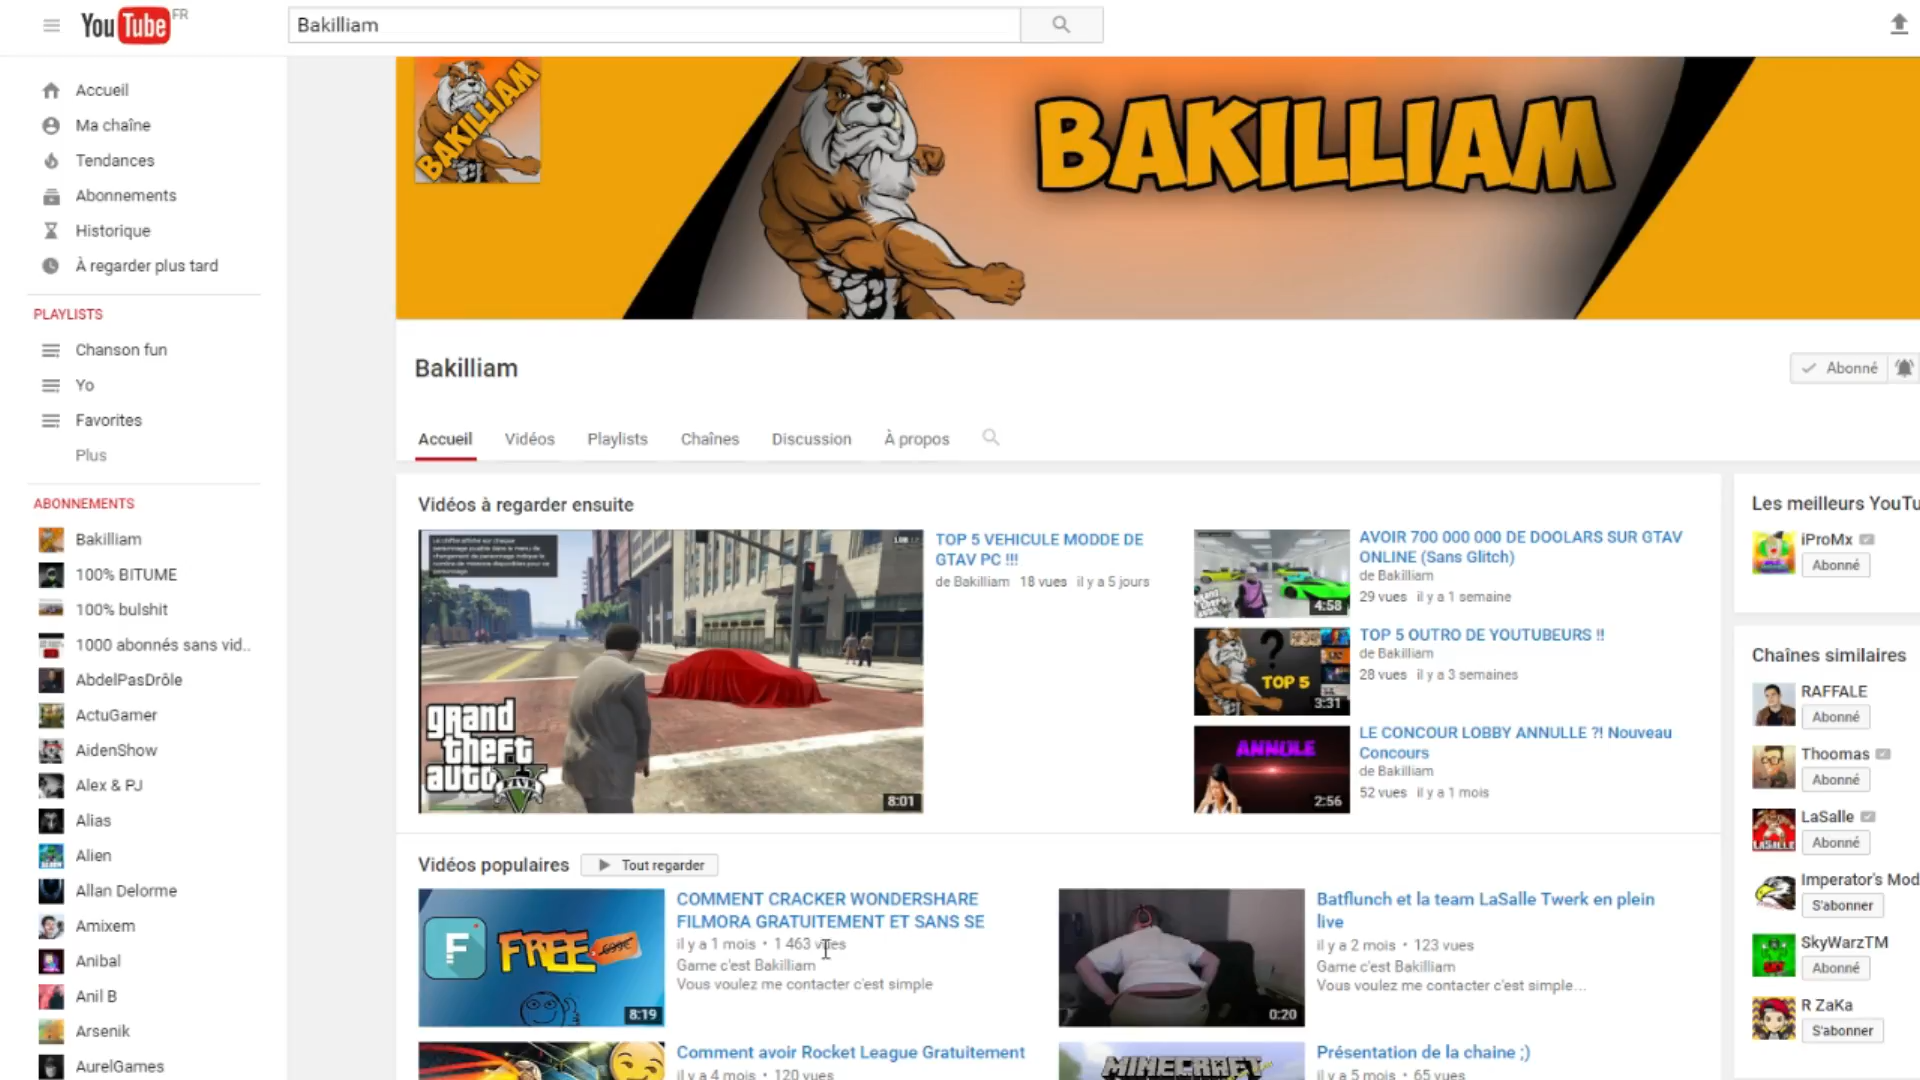 YouTube FR
Bakilliam
Accueil
Ma chaîne
Tendances
Abonnements
Historique
À regarder plus tard
PLAYLISTS
Chanson fun
Yo
Favorites
Plus
ABONNEMENTS
Bakilliam
100% BITUME
100% bulshit
1000 abonnés sans vid..
AbdelPasDrôle
ActuGamer
AidenShow
Alex & PJ
Alias
Alien
Allan Delorme
Amixem
Anibal
Anil B
Arsenik
AurelGames
BAKILLIAM
BAKILLIAM
Bakilliam
Abonné
Accueil Vidéos Playlists Chaînes Discussion À propos
Vidéos à regarder ensuite
grand
theft
auto
FIVE
8:01
TOP 5 VEHICULE MODDE DE
GTAV PC !!!
de Bakilliam 18 vues il y a 5 jours
4:58
AVOIR 700 000 000 DE DOOLARS SUR GTAV
ONLINE (Sans Glitch)
de Bakilliam
29 vues il y a 1 semaine
?
TOP 5
3:31
TOP 5 OUTRO DE YOUTUBEURS !!
de Bakilliam
28 vues il y a 3 semaines
ANNULE
2:56
LE CONCOUR LOBBY ANNULLE ?! Nouveau
Concours
de Bakilliam
52 vues il y a 1 mois
Vidéos populaires
Tout regarder
F
FREE
8:19
COMMENT CRACKER WONDERSHARE
FILMORA GRATUITEMENT ET SANS SE
il y a 1 mois • 1 463 vues
Game c'est Bakilliam
Vous voulez me contacter c'est simple
0:20
Batflunch et la team LaSalle Twerk en plein
live
il y a 2 mois • 123 vues
Game c'est Bakilliam
Vous voulez me contacter c'est simple...
Comment avoir Rocket League Gratuitement
il y a 4 mois • 120 vues
MINECRAFT
Présentation de la chaine ;)
il y a 5 mois • 65 vues
Les meilleurs YouTu
iProMx
Abonné
Chaînes similaires
RAFFALE
Abonné
Thoomas
Abonné
LASALLE
LaSalle
Abonné
Imperator's Mod
S'abonner
SkyWarzTM
Abonné
R ZaKa
S'abonner